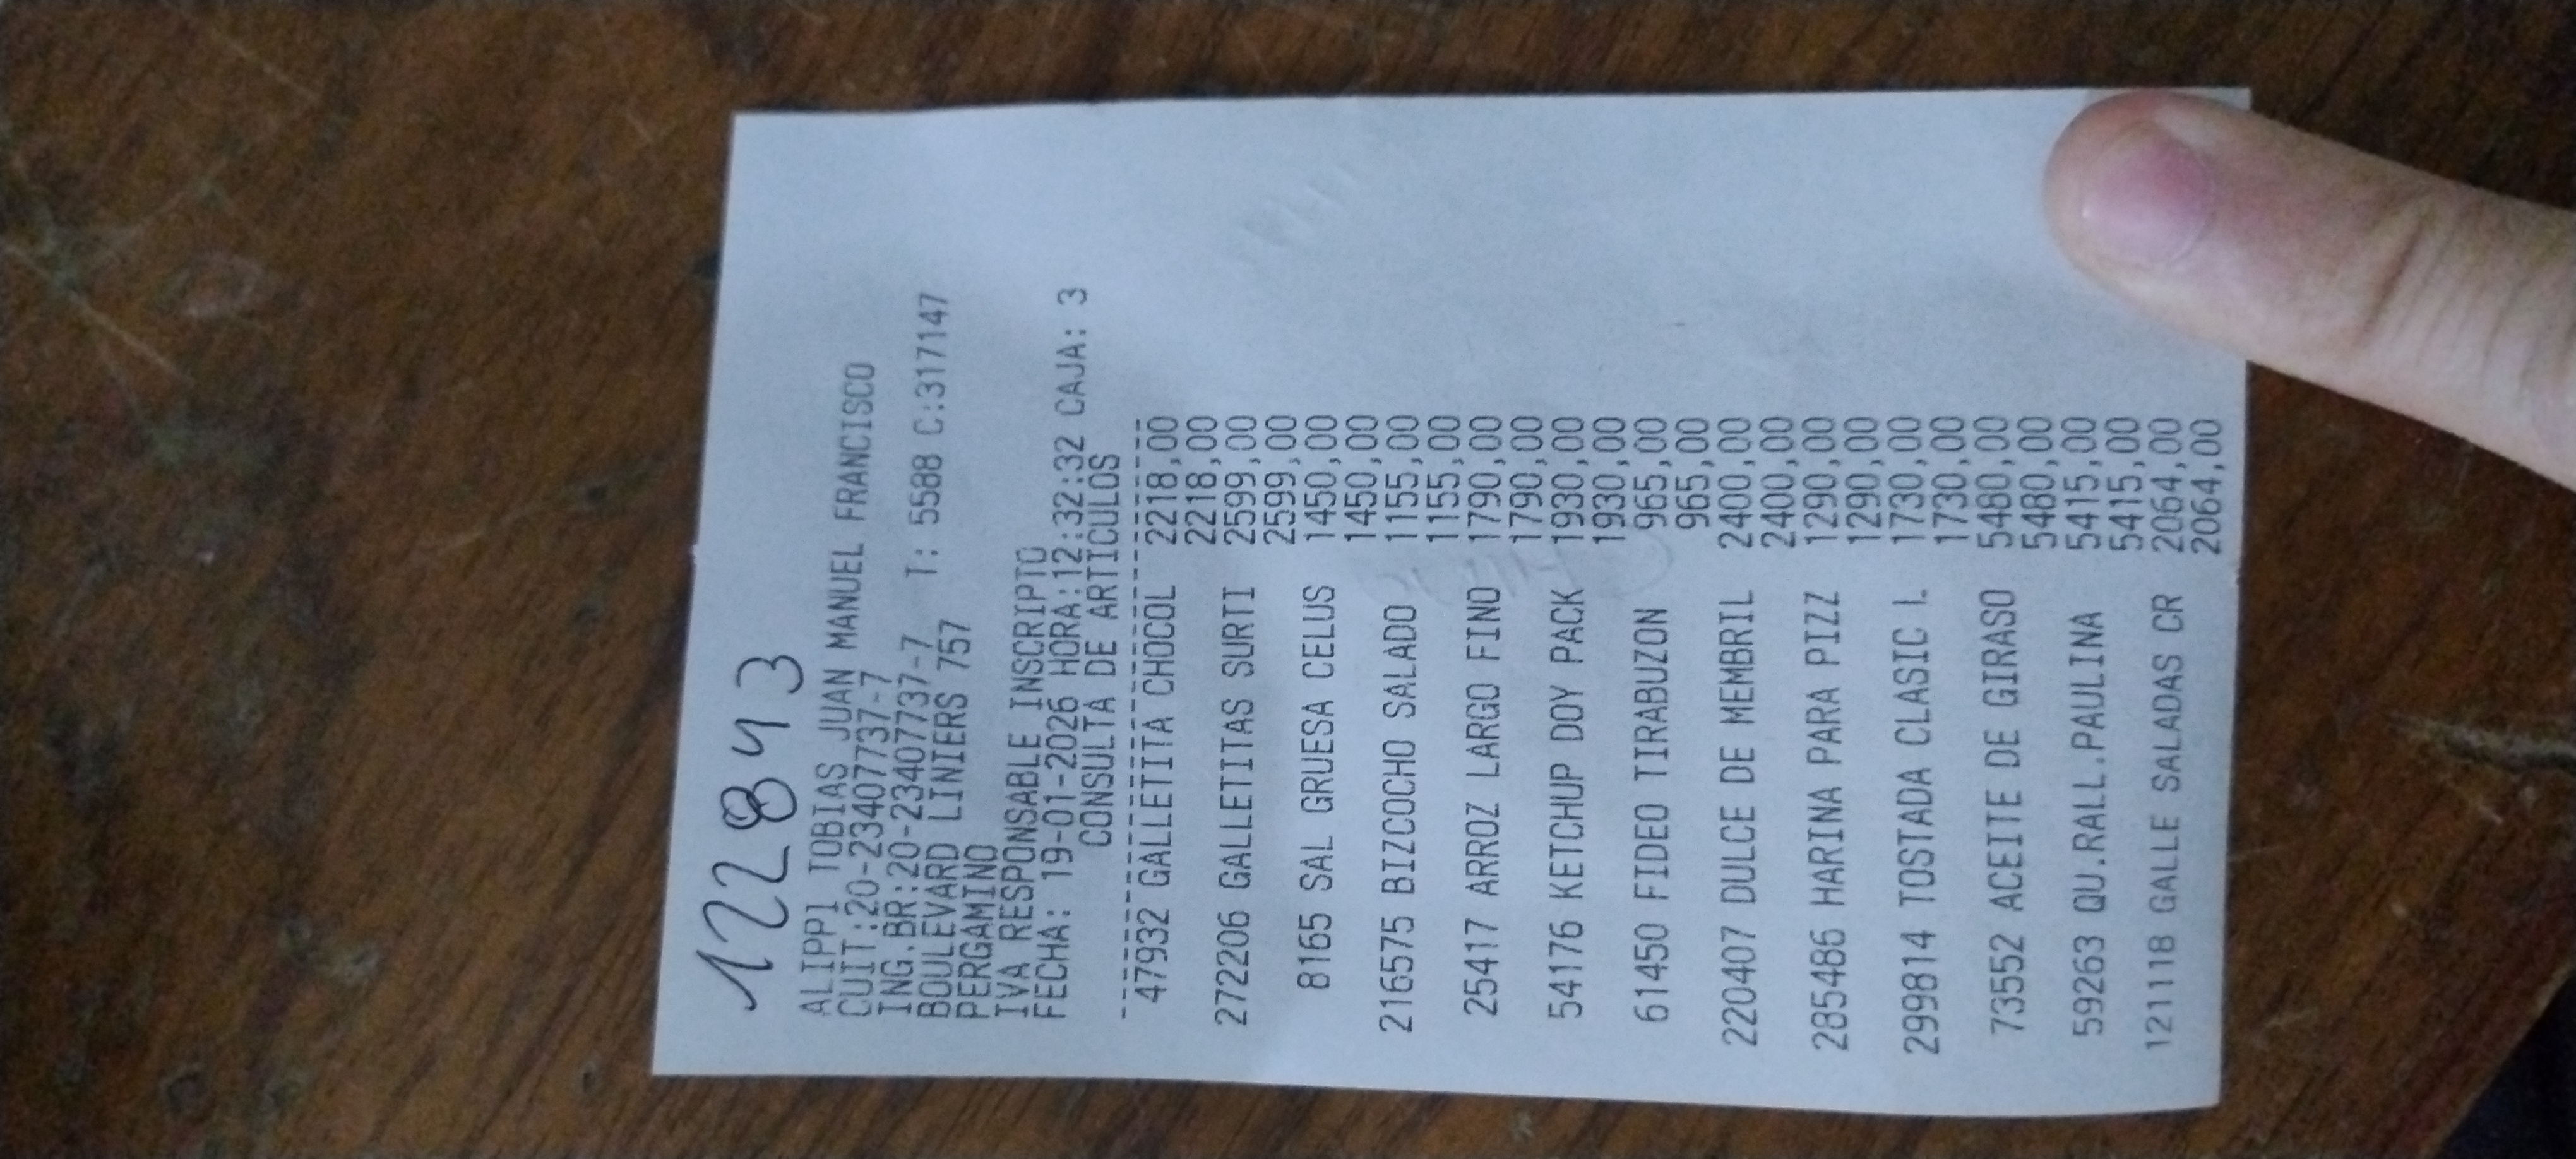 122843
ALIPPI TOBIAS JUAN MANUEL FRANCISCO
CUIT:20-23407737-7
ING.BR:20-23407737-7
BOULEVARD LINIERS 757 T: 5588 C:317147
PERGAMINO
IVA RESPONSABLE INSCRIPTO
FECHA: 19-01-2026 HORA:12:32:32 CAJA: 3
CONSULTA DE ARTICULOS
47932 GALLETITA CHOCOL 2218,00
2218,00
272206 GALLETITAS SURTI 2599,00
2599,00
8165 SAL GRUESA CELUS 1450,00
1450,00
216575 BIZCOCHO SALADO 1155,00
1155,00
25417 ARROZ LARGO FINO 1790,00
1790,00
54176 KETCHUP DOY PACK 1930,00
1930,00
61450 FIDEO TIRABUZON 965,00
965,00
220407 DULCE DE MEMBRIL 2400,00
2400,00
285486 HARINA PARA PIZZ 1290,00
1290,00
299814 TOSTADA CLASIC 1730,00
1730,00
73552 ACEITE DE GIRASO 5480,00
5480,00
59263 QU.RALL.PAULINA 5415,00
5415,00
121118 GALLE SALADAS CR 2064,00
2064,00